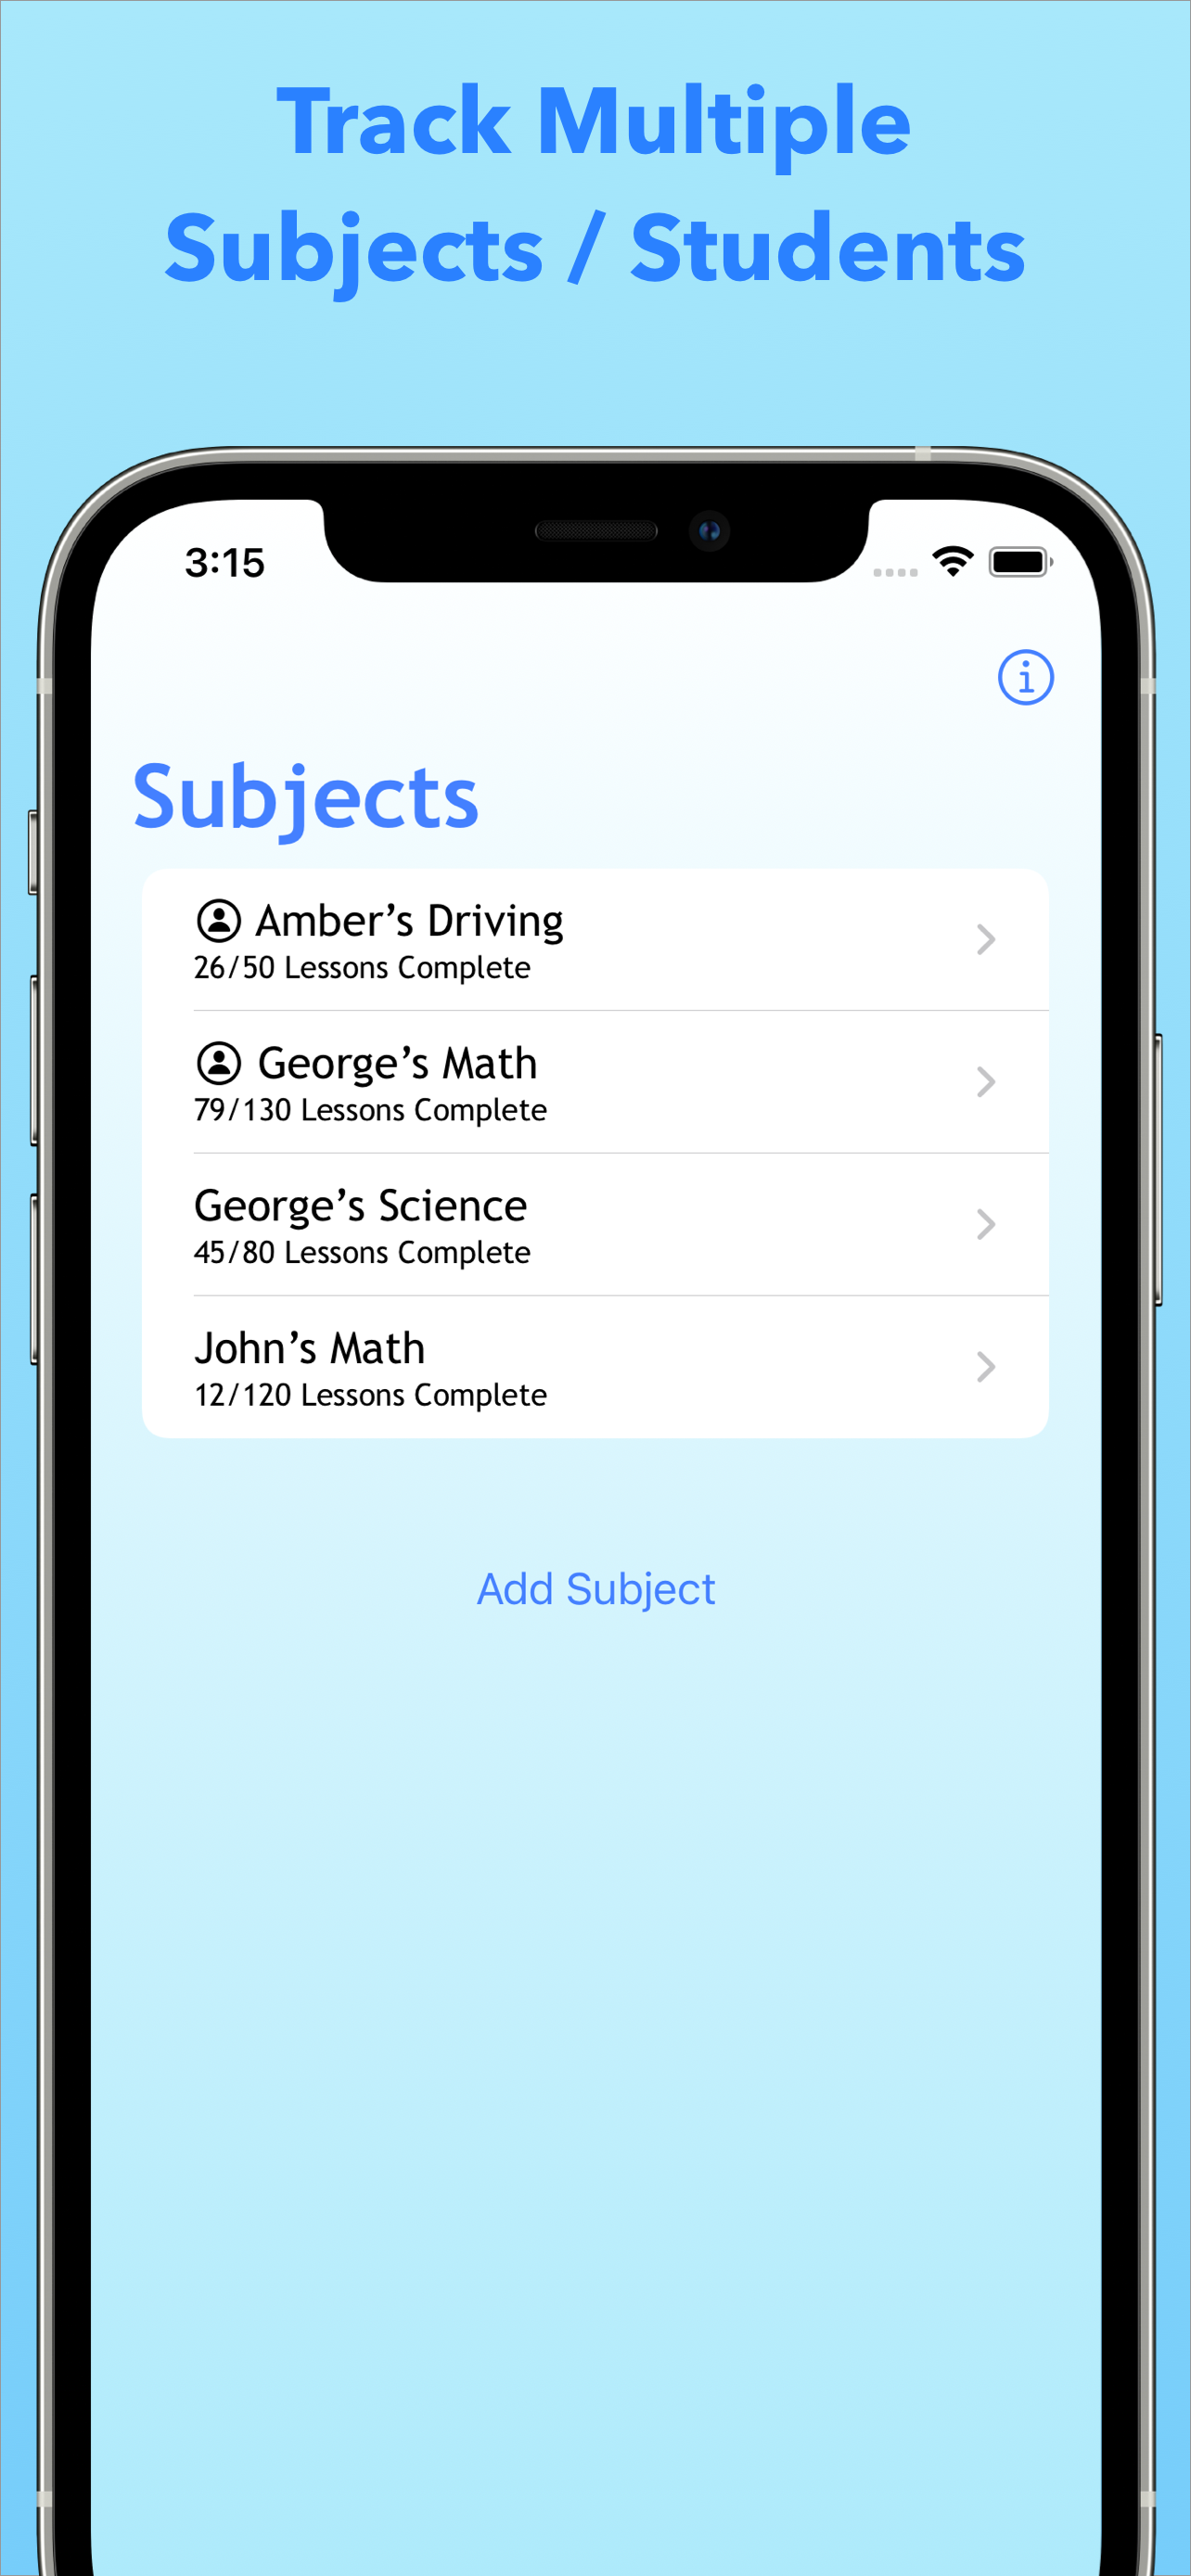 Track Multiple
Subjects / Students
3:15
Subjects
Amber’s Driving
26/50 Lessons Complete
George’s Math
79/130 Lessons Complete
George’s Science
45/80 Lessons Complete
John’s Math
12/120 Lessons Complete
Add Subject